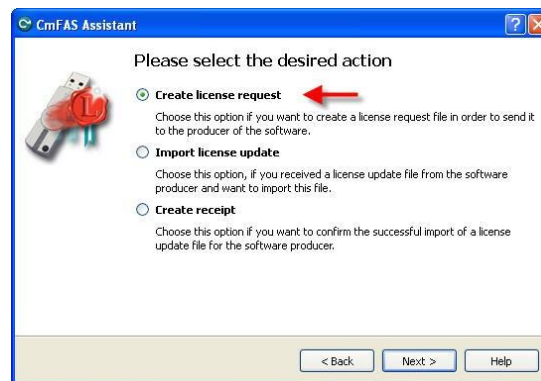 CmFAS Assistant
Please select the desired action
Create license request
Choose this option if you want to create a license request file in order to send it
to the producer of the software.
Import license update
Choose this option, if you received a license update file from the software
producer and want to import this file.
Create receipt
Choose this option if you want to confirm the successful import of a license
update file for the software producer.
< Back Next > Help